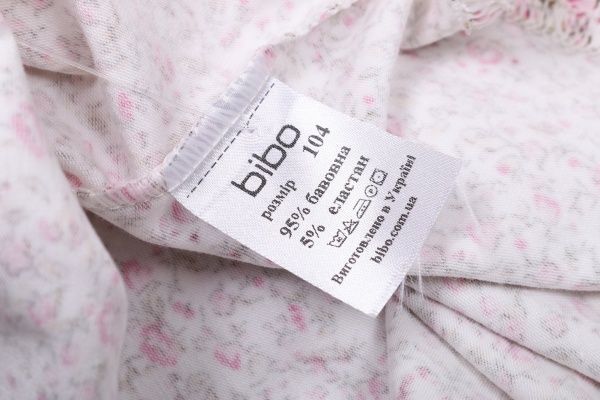 bibo
розмір 104
95% бавовна
5% еластан
Виготовлено в Україні
bibo.com.ua